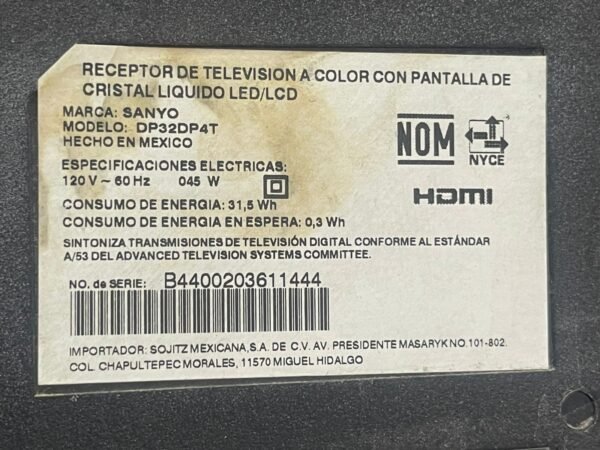 RECEPTOR DE TELEVISION A COLOR CON PANTALLA DE
CRISTAL LIQUIDO LED/LCD
MARCA: SANYO
MODELO: DP32DP4T
HECHO EN MEXICO
NOM
NYCE
ESPECIFICACIONES ELECTRICAS:
120 V ~ 60 Hz 045 W
HDMI
CONSUMO DE ENERGIA: 31,5 Wh
CONSUMO DE ENERGIA EN ESPERA: 0,3 Wh
SINTONIZA TRANSMISIONES DE TELEVISIÓN DIGITAL CONFORME AL ESTÁNDAR
A/53 DEL ADVANCED TELEVISION SYSTEMS COMMITTEE.
NO. de SERIE: B4400203611444
IMPORTADOR: SOJITZ MEXICANA,S.A. DE C.V. AV. PRESIDENTE MASARYK NO.101-802.
COL. CHAPULTEPEC MORALES, 11570 MIGUEL HIDALGO